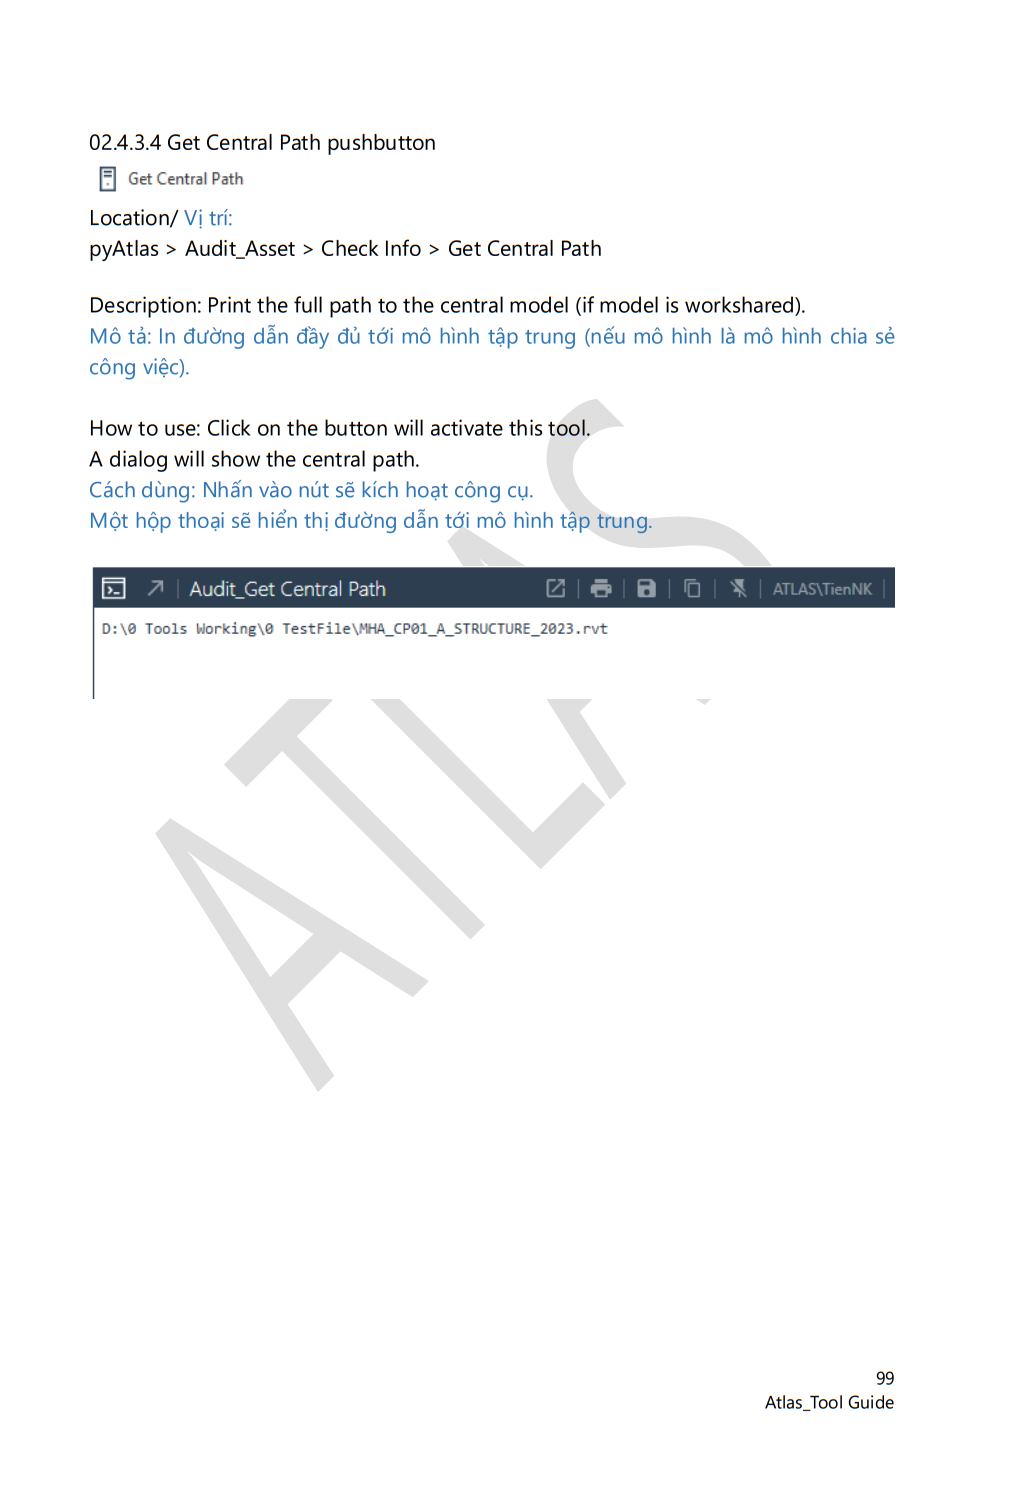 02.4.3.4 Get Central Path pushbutton
Get Central Path
Location/ Vị trí:
pyAtlas > Audit_Asset > Check Info > Get Central Path
Description: Print the full path to the central model (if model is workshared).
Mô tả: In đường dẫn đầy đủ tới mô hình tập trung (nếu mô hình là mô hình chia sẻ
công việc).
How to use: Click on the button will activate this tool.
A dialog will show the central path.
Cách dùng: Nhấn vào nút sẽ kích hoạt công cụ.
Một hộp thoại sẽ hiển thị đường dẫn tới mô hình tập trung.
Audit_Get Central Path ATLAS\TienNK
D:\0 Tools Working\0 TestFile\MHA_CP01_A_STRUCTURE_2023.rvt
ATLAS
99
Atlas_Tool Guide